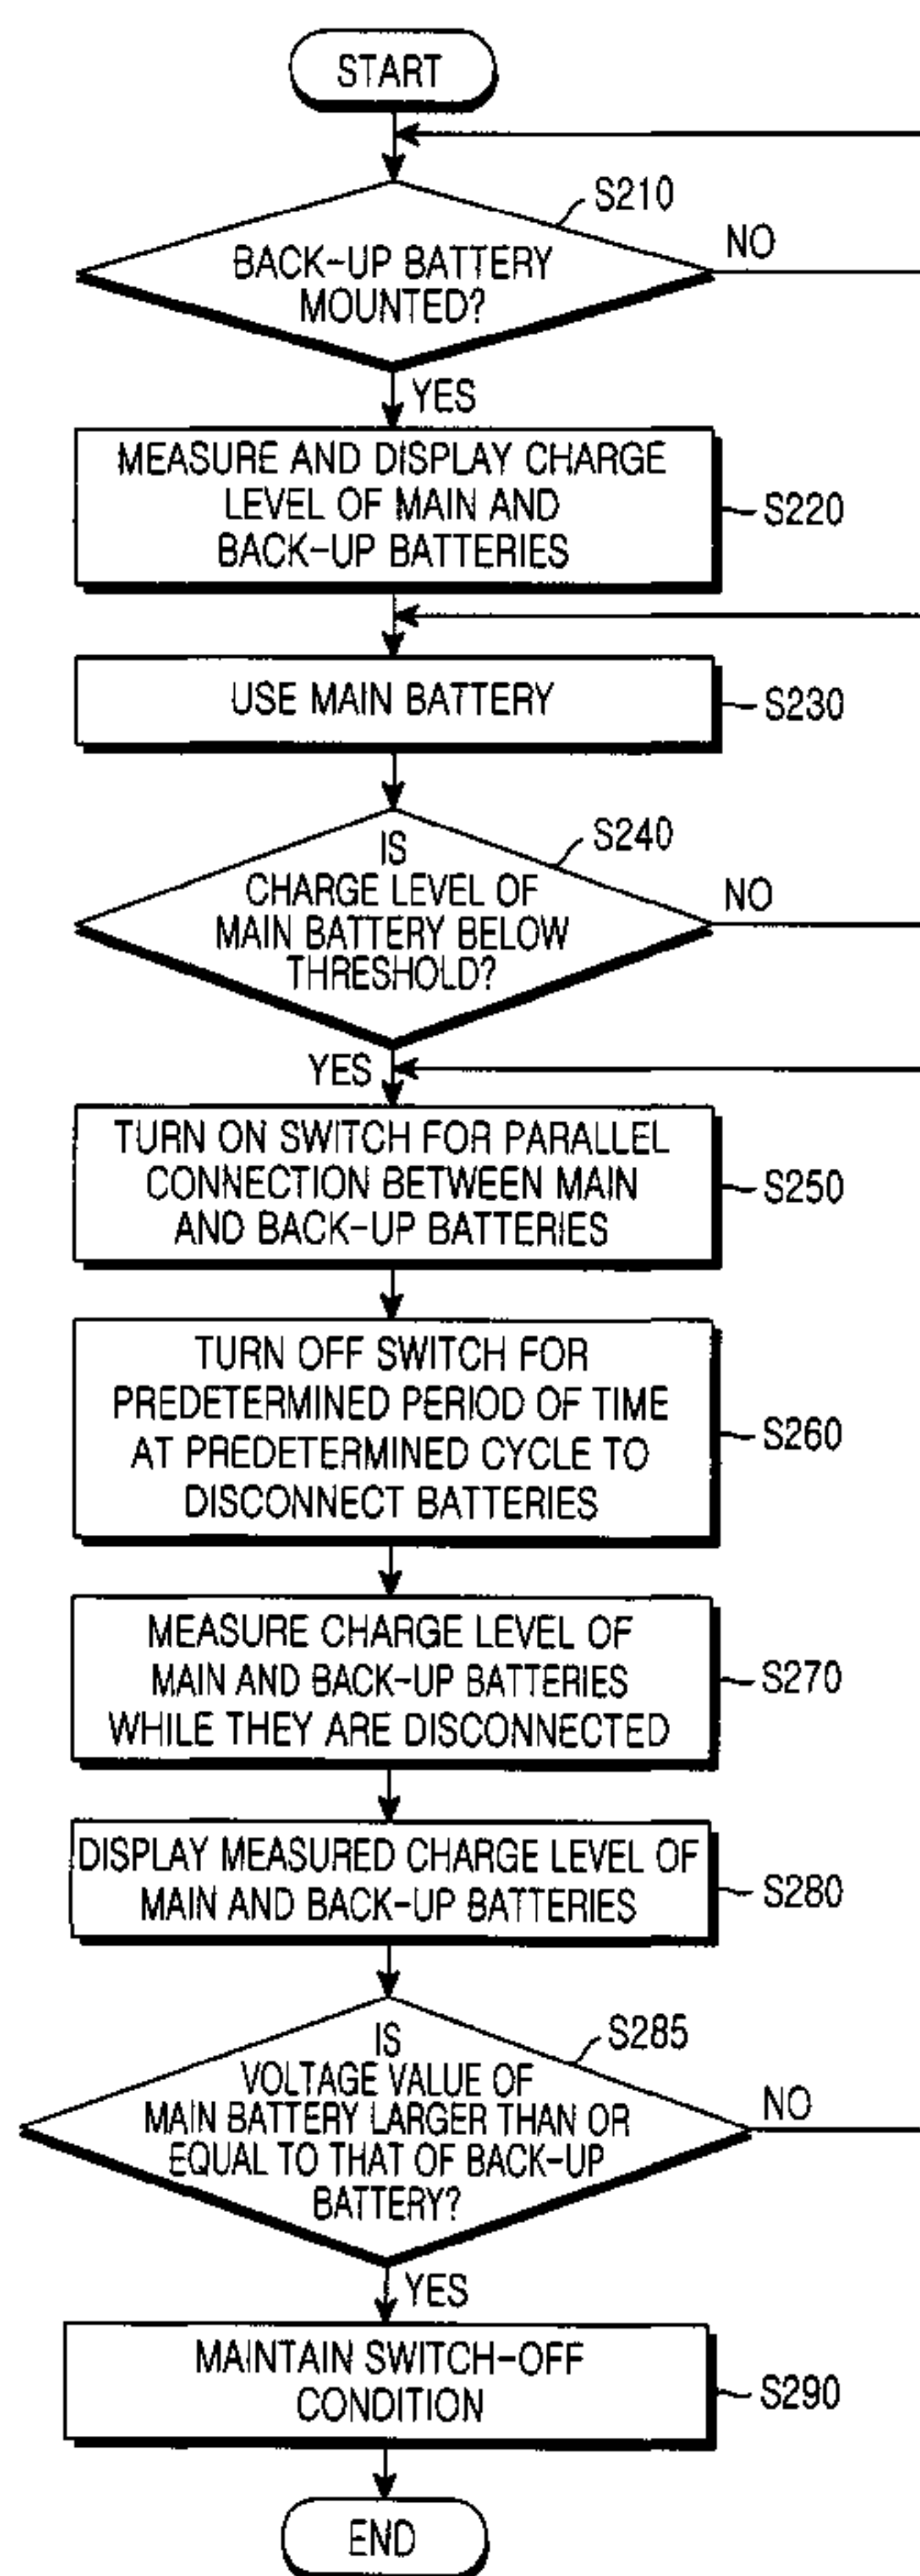 START
S210
NO
BACK-UP BATTERY
MOUNTED?
YES
MEASURE AND DISPLAY CHARGE
LEVEL OF MAIN AND
BACK-UP BATTERIES
S220
USE MAIN BATTERY
S230
S240
IS
CHARGE LEVEL OF
MAIN BATTERY BELOW
THRESHOLD?
NO
YES
TURN ON SWITCH FOR PARALLEL
CONNECTION BETWEEN MAIN
AND BACK-UP BATTERIES
S250
TURN OFF SWITCH FOR
PREDETERMINED PERIOD OF TIME
AT PREDETERMINED CYCLE TO
DISCONNECT BATTERIES
S260
MEASURE CHARGE LEVEL OF
MAIN AND BACK-UP BATTERIES
WHILE THEY ARE DISCONNECTED
S270
DISPLAY MEASURED CHARGE LEVEL OF
MAIN AND BACK-UP BATTERIES
S280
S285
IS
VOLTAGE VALUE OF
MAIN BATTERY LARGER THAN OR
EQUAL TO THAT OF BACK-UP
BATTERY?
NO
YES
MAINTAIN SWITCH-OFF
CONDITION
S290
END